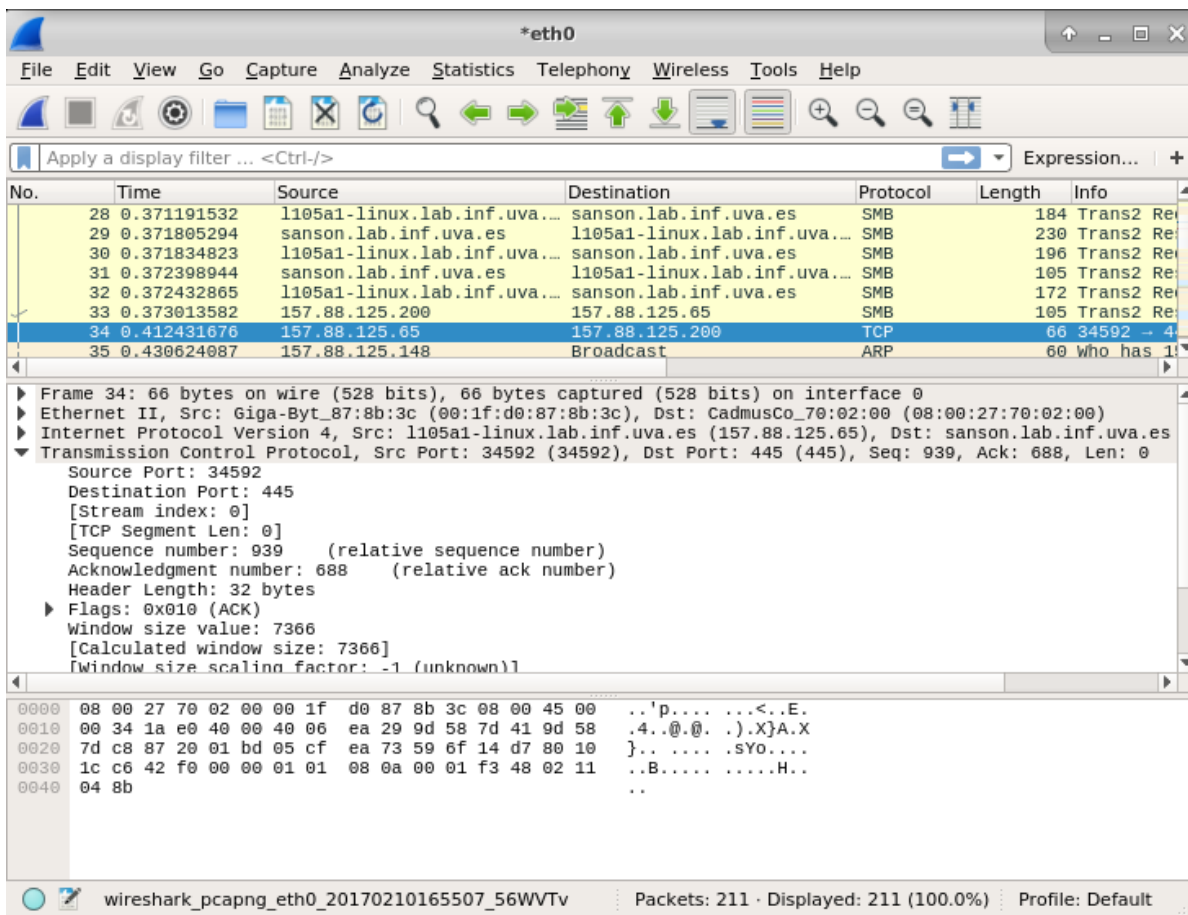 *eth0
File Edit View Go Capture Analyze Statistics Telephony Wireless Tools Help
Apply a display filter ... <Ctrl-/> Expression... +
No. Time Source Destination Protocol Length Info
28 0.371191532 l105a1-linux.lab.inf.uva.… sanson.lab.inf.uva.es SMB 184 Trans2 Re
29 0.371805294 sanson.lab.inf.uva.es l105a1-linux.lab.inf.uva.… SMB 230 Trans2 Re
30 0.371834823 l105a1-linux.lab.inf.uva.… sanson.lab.inf.uva.es SMB 196 Trans2 Re
31 0.372398944 sanson.lab.inf.uva.es l105a1-linux.lab.inf.uva.… SMB 105 Trans2 Re
32 0.372432865 l105a1-linux.lab.inf.uva.… sanson.lab.inf.uva.es SMB 172 Trans2 Re
33 0.373013582 157.88.125.200 157.88.125.65 SMB 105 Trans2 Re
34 0.412431676 157.88.125.65 157.88.125.200 TCP 66 34592 → 4
35 0.430624087 157.88.125.148 Broadcast ARP 60 Who has 1
Frame 34: 66 bytes on wire (528 bits), 66 bytes captured (528 bits) on interface 0
Ethernet II, Src: Giga-Byt_87:8b:3c (00:1f:d0:87:8b:3c), Dst: CadmusCo_70:02:00 (08:00:27:70:02:00)
Internet Protocol Version 4, Src: l105a1-linux.lab.inf.uva.es (157.88.125.65), Dst: sanson.lab.inf.uva.es
Transmission Control Protocol, Src Port: 34592 (34592), Dst Port: 445 (445), Seq: 939, Ack: 688, Len: 0
Source Port: 34592
Destination Port: 445
[Stream index: 0]
[TCP Segment Len: 0]
Sequence number: 939 (relative sequence number)
Acknowledgment number: 688 (relative ack number)
Header Length: 32 bytes
Flags: 0x010 (ACK)
Window size value: 7366
[Calculated window size: 7366]
[Window size scaling factor: -1 (unknown)]
0000 08 00 27 70 02 00 00 1f d0 87 8b 3c 08 00 45 00 ..'p.... ...<..E.
0010 00 34 1a e0 40 00 40 06 ea 29 9d 58 7d 41 9d 58 .4..@.@. .).X}A.X
0020 7d c8 87 20 01 bd 05 cf ea 73 59 6f 14 d7 80 10 }.. .... .sYo....
0030 1c c6 42 f0 00 00 01 01 08 0a 00 01 f3 48 02 11 ..B..... .....H..
0040 04 8b ..
wireshark_pcapng_eth0_20170210165507_56WVTv Packets: 211 · Displayed: 211 (100.0%) Profile: Default